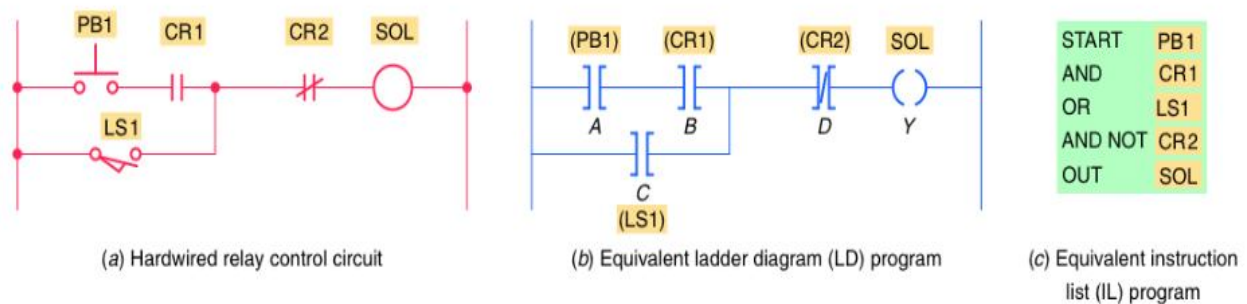 PB1 CR1 CR2 SOL
LS1
(a) Hardwired relay control circuit
(PB1) (CR1) (CR2) SOL
A B D Y
C
(LS1)
(b) Equivalent ladder diagram (LD) program
START PB1
AND CR1
OR LS1
AND NOT CR2
OUT SOL
(c) Equivalent instruction
list (IL) program